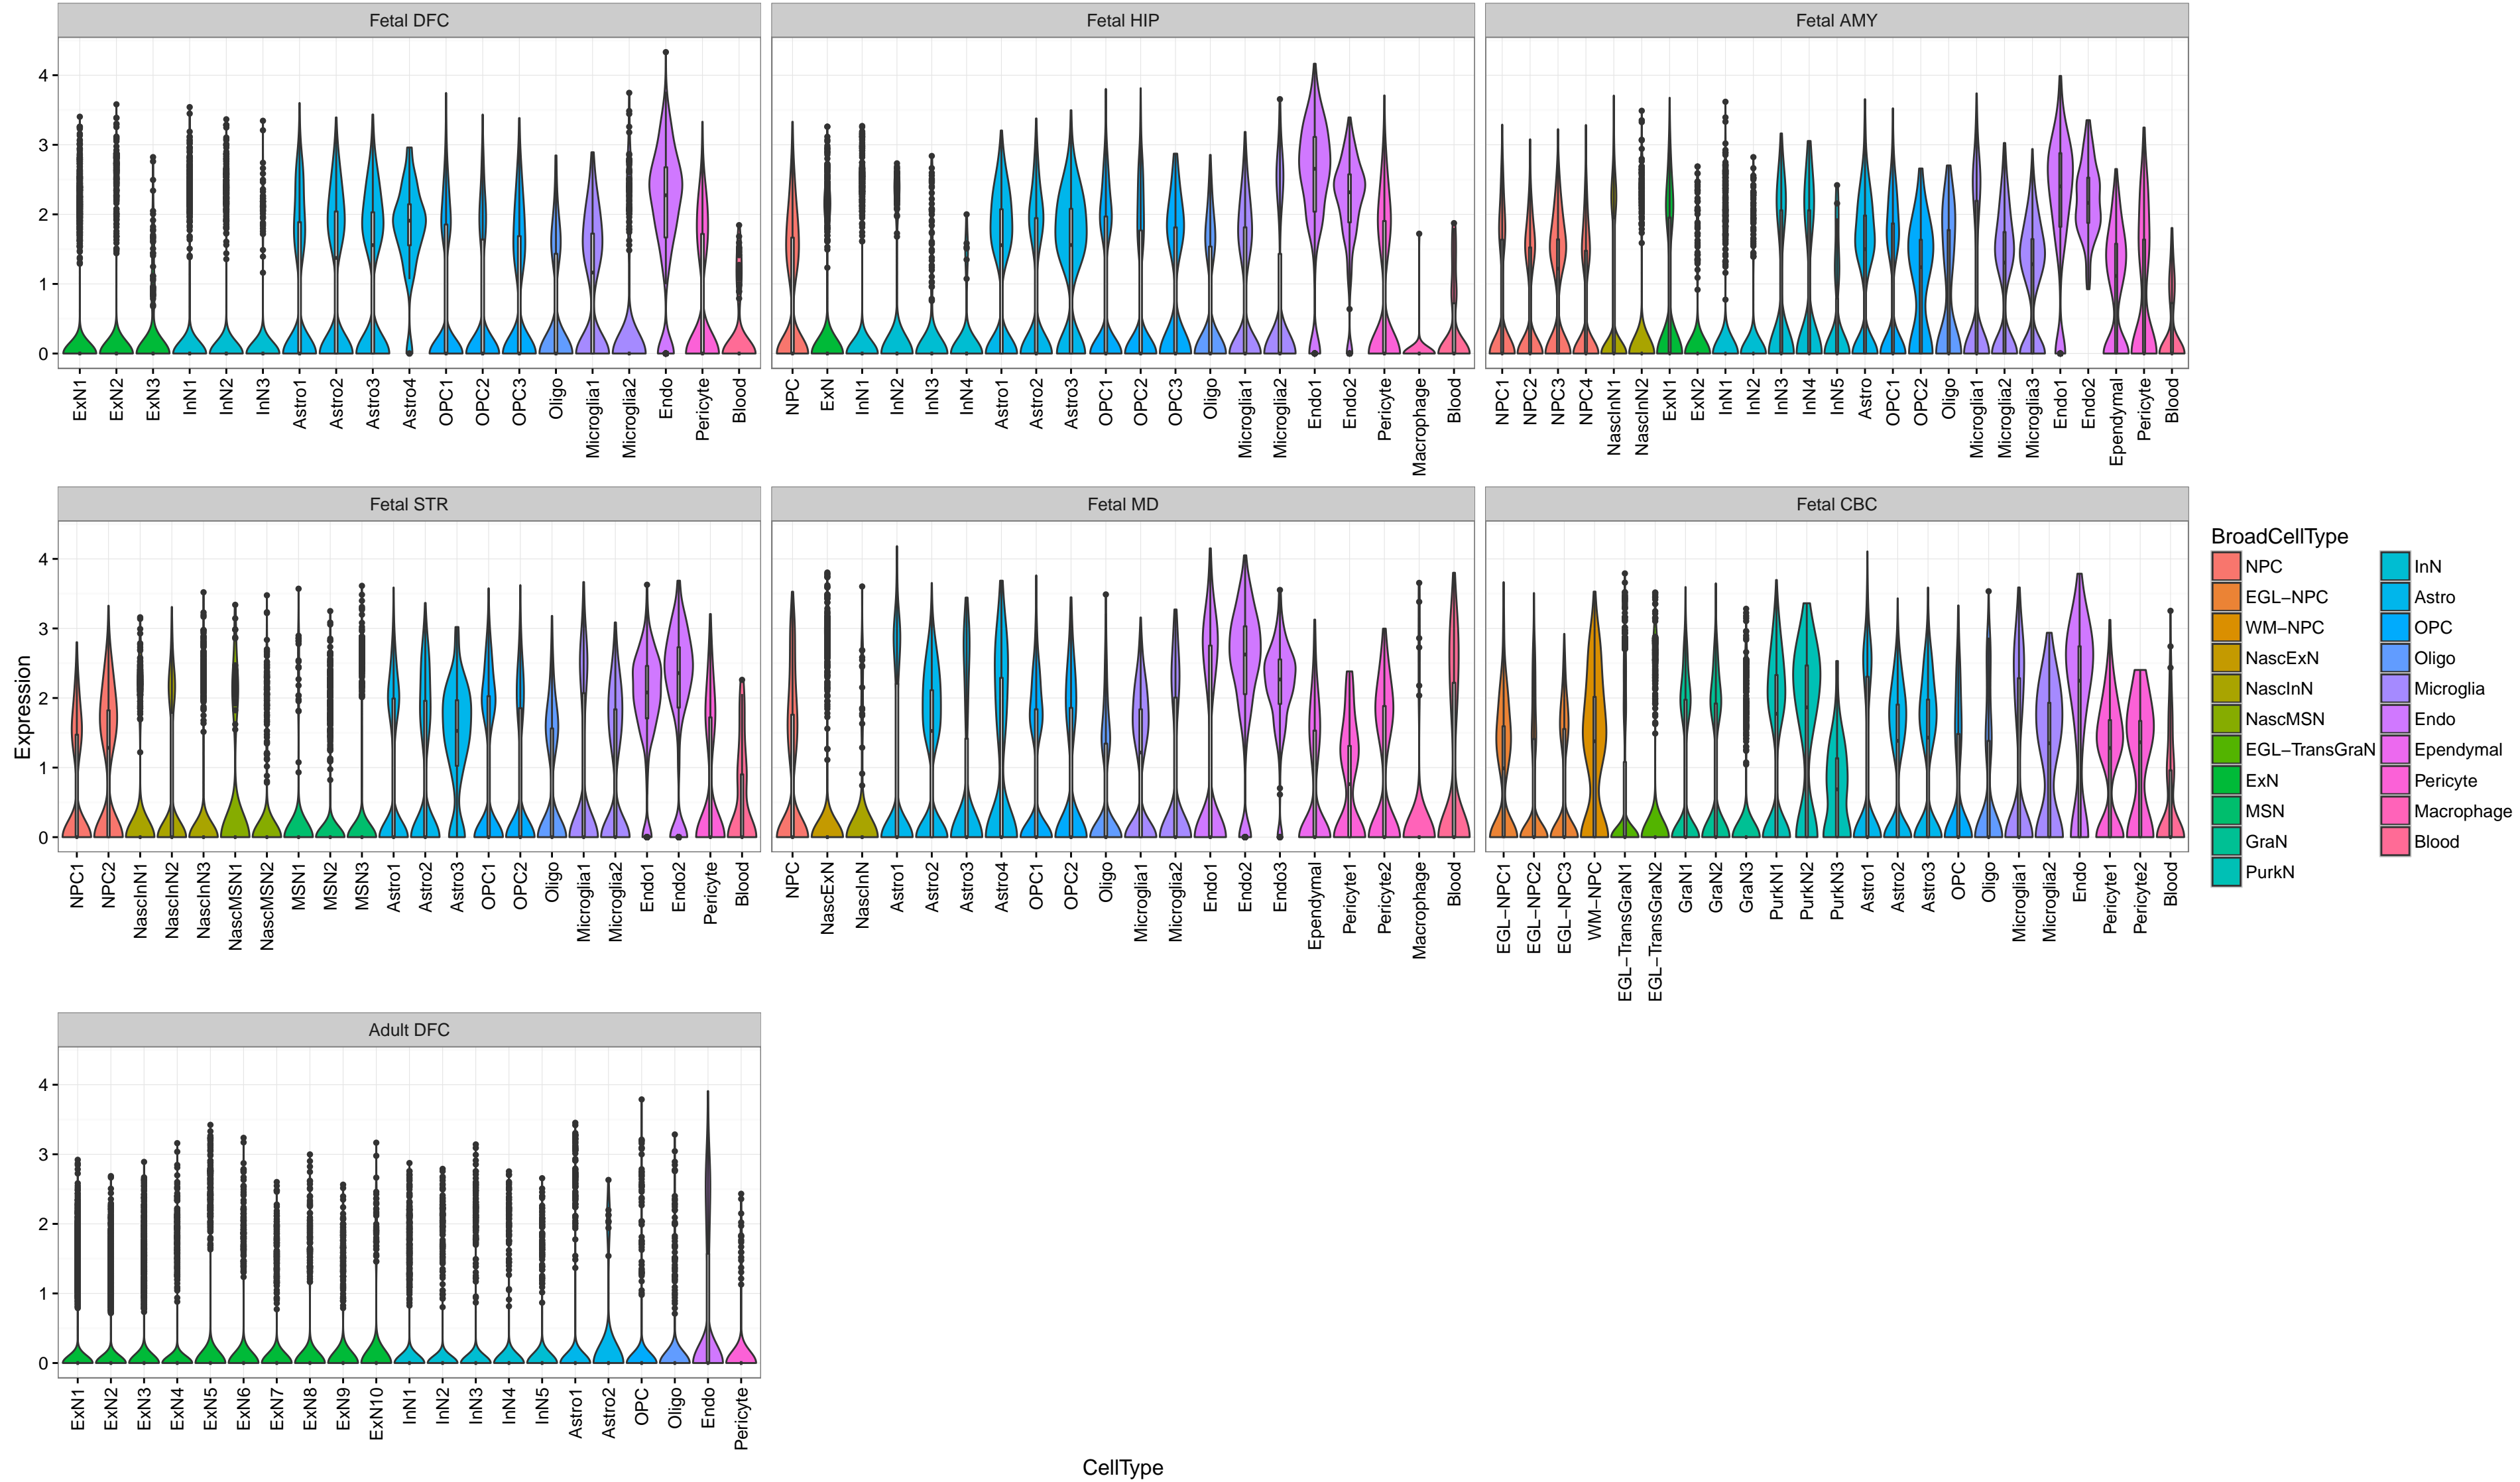 Fetal DFC Fetal HIP Fetal AMY
4
3
2
1
0
ExN1 ExN2 ExN3 InN1 InN2 InN3 Astro1 Astro2 Astro3 Astro4 OPC1 OPC2 OPC3 Oligo Microglia1 Microglia2 Endo Pericyte Blood
NPC ExN InN1 InN2 InN3 InN4 Astro1 Astro2 Astro3 OPC1 OPC2 OPC3 Oligo Microglia1 Microglia2 Endo1 Endo2 Pericyte Macrophage Blood
NPC1 NPC2 NPC3 NPC4 NascInN1 NascInN2 ExN1 ExN2 InN1 InN2 InN3 InN4 InN5 Astro OPC1 OPC2 Oligo Microglia1 Microglia2 Microglia3 Endo1 Endo2 Ependymal Pericyte Blood
Fetal STR Fetal MD Fetal CBC
4
3
2
1
0
Expression
NPC1 NPC2 NascInN1 NascInN2 NascInN3 NascMSN1 NascMSN2 MSN1 MSN2 MSN3 Astro1 Astro2 Astro3 OPC1 OPC2 Oligo Microglia1 Microglia2 Endo1 Endo2 Pericyte Blood
NPC NascExN NascInN Astro1 Astro2 Astro3 Astro4 OPC1 OPC2 Oligo Microglia1 Microglia2 Endo1 Endo2 Endo3 Ependymal Pericyte1 Pericyte2 Macrophage Blood
EGL−NPC1 EGL−NPC2 EGL−NPC3 WM−NPC EGL−TransGraN1 EGL−TransGraN2 GraN1 GraN2 GraN3 PurkN1 PurkN2 PurkN3 Astro1 Astro2 Astro3 OPC Oligo Microglia1 Microglia2 Endo Pericyte1 Pericyte2 Blood
BroadCellType
NPC
EGL−NPC
WM−NPC
NascExN
NascInN
NascMSN
EGL−TransGraN
ExN
MSN
GraN
PurkN
InN
Astro
OPC
Oligo
Microglia
Endo
Ependymal
Pericyte
Macrophage
Blood
Adult DFC
4
3
2
1
0
ExN1 ExN2 ExN3 ExN4 ExN5 ExN6 ExN7 ExN8 ExN9 ExN10 InN1 InN2 InN3 InN4 InN5 Astro1 Astro2 OPC Oligo Endo Pericyte
CellType